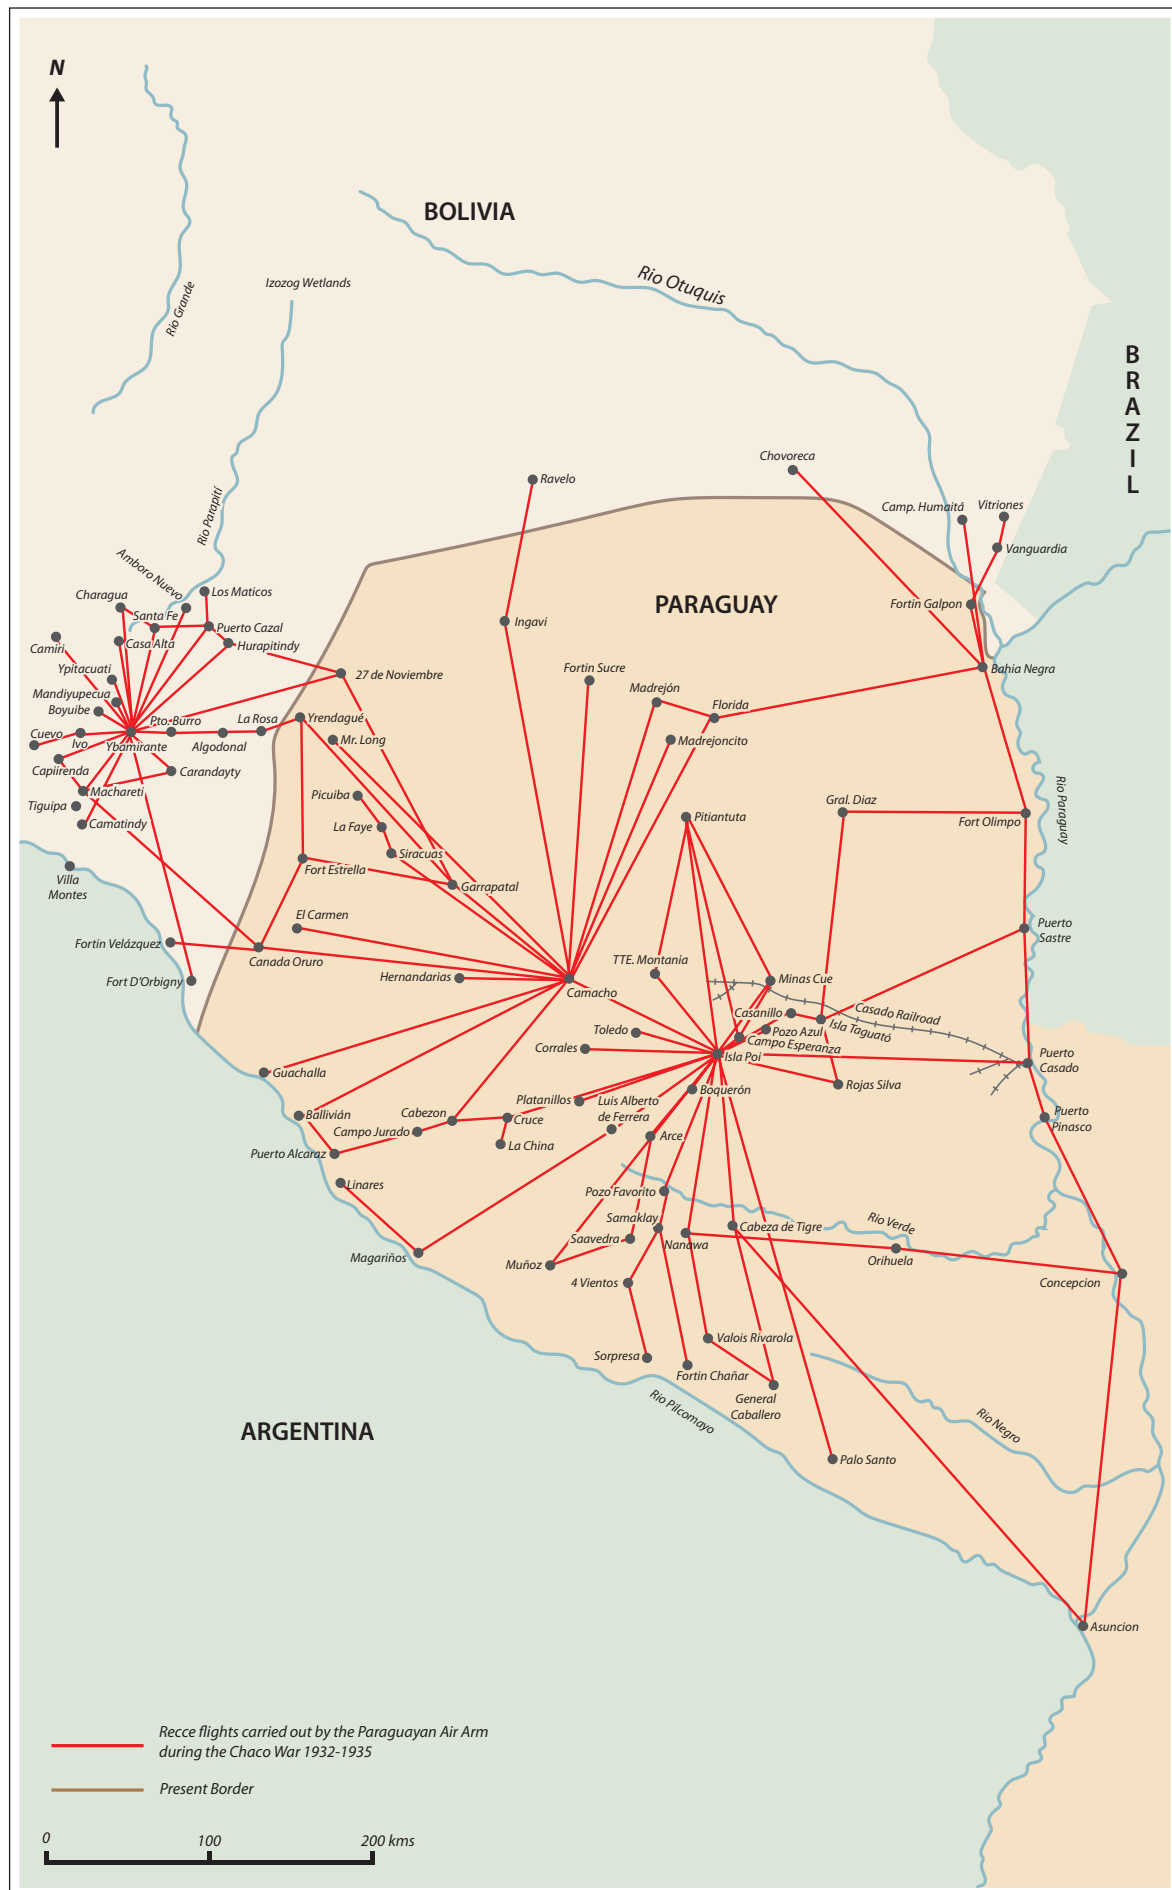 N
BOLIVIA
Rio Otuquis
Izozog Wetlands
Rio Grande
B
R
A
Z
I
L
Chovoreca
Ravelo
Camp. Humaitá
Vitriones
Vanguardia
Rio Parapití
Amboro Nuevo
Los Maticos
Charagua
Santa Fe
Fortin Galpon
PARAGUAY
Puerto Cazal
Ingavi
Casa Alta
Hurapitindy
Camiri
Ypitacuati
27 de Noviembre
Fortin Sucre
Bahia Negra
Madrejón
Mandiyupecua
Boyuibe
Florida
Pto. Burro
La Rosa
Yrendagué
Cuevo
Ivo
Ybamirante
Algodonal
Mr. Long
Madrejoncito
Capiirenda
Carandayty
Machareti
Picuiba
Tiguipa
Camatindy
La Faye
Pitiantuta
Gral. Diaz
Fort Olimpo
Rio Paraguay
Siracuas
Fort Estrella
Garrapatal
Villa
Montes
El Carmen
Puerto
Sastre
Fortin Velázquez
Canada Oruro
TTE. Montania
Fort D'Orbigny
Hernandarias
Camacho
Minas Cue
Casanillo
Casado Railroad
Isla Taguató
Toledo
Pozo Azul
Campo Esperanza
Corrales
Isla Poi
Puerto
Casado
Guachalla
Rojas Silva
Boquerón
Platanillos
Luis Alberto
de Ferrera
Ballivián
Cabezon
Cruce
Puerto
Pinasco
Campo Jurado
Arce
La China
Puerto Alcaraz
Linares
Pozo Favorito
Samaklay
Rio Verde
Cabeza de Tigre
Saavedra
Nanawa
Magariños
Muñoz
Orihuela
4 Vientos
Concepcion
Valois Rivarola
Sorpresa
Fortin Chañar
General
Caballero
Rio Pilcomayo
Rio Negro
ARGENTINA
Palo Santo
Asuncion
Recce flights carried out by the Paraguayan Air Arm
during the Chaco War 1932-1935
Present Border
0 100 200 kms